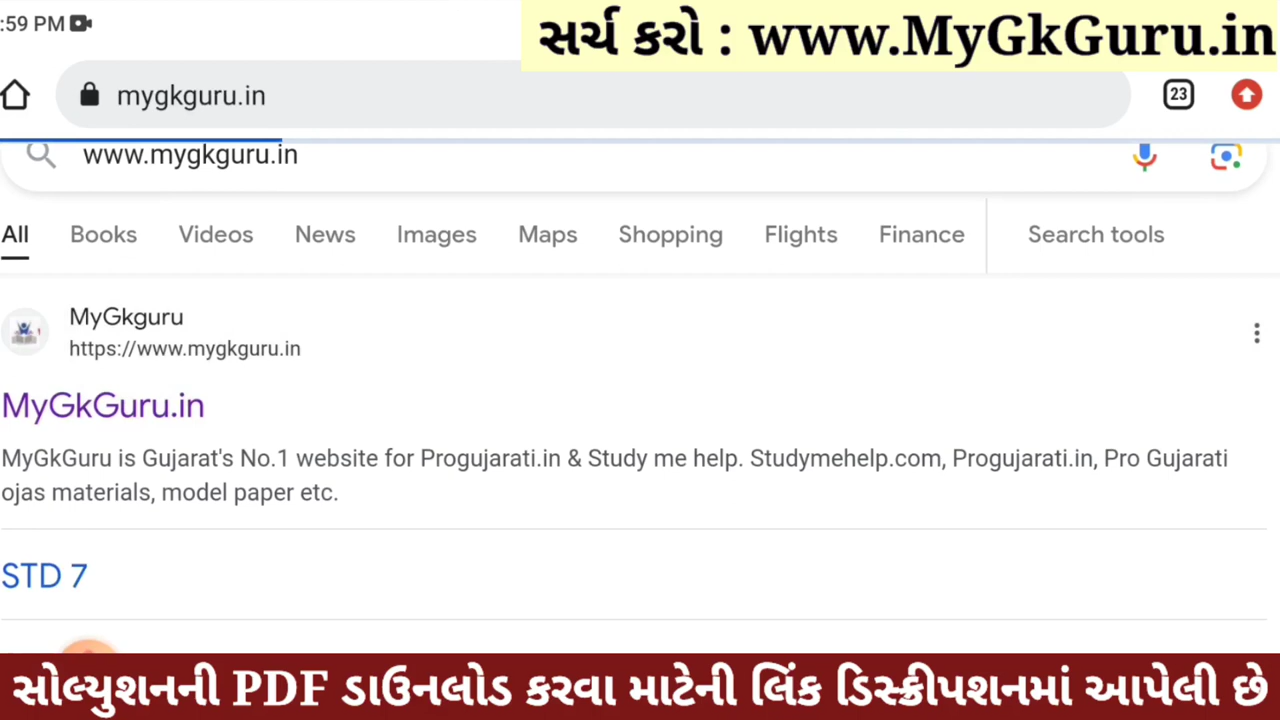 :59 PM
સર્ચ કરો : www.MyGkGuru.in
mygkguru.in
23
www.mygkguru.in
All Books Videos News Images Maps Shopping Flights Finance Search tools
MyGkguru
https://www.mygkguru.in
MyGkGuru.in
MyGkGuru is Gujarat's No.1 website for Progujarati.in & Study me help. Studymehelp.com, Progujarati.in, Pro Gujarati
ojas materials, model paper etc.
STD 7
સોલ્યુશનની PDF ડાઉનલોડ કરવા માટેની લિંક ડિસ્ક્રીપશનમાં આપેલી છે